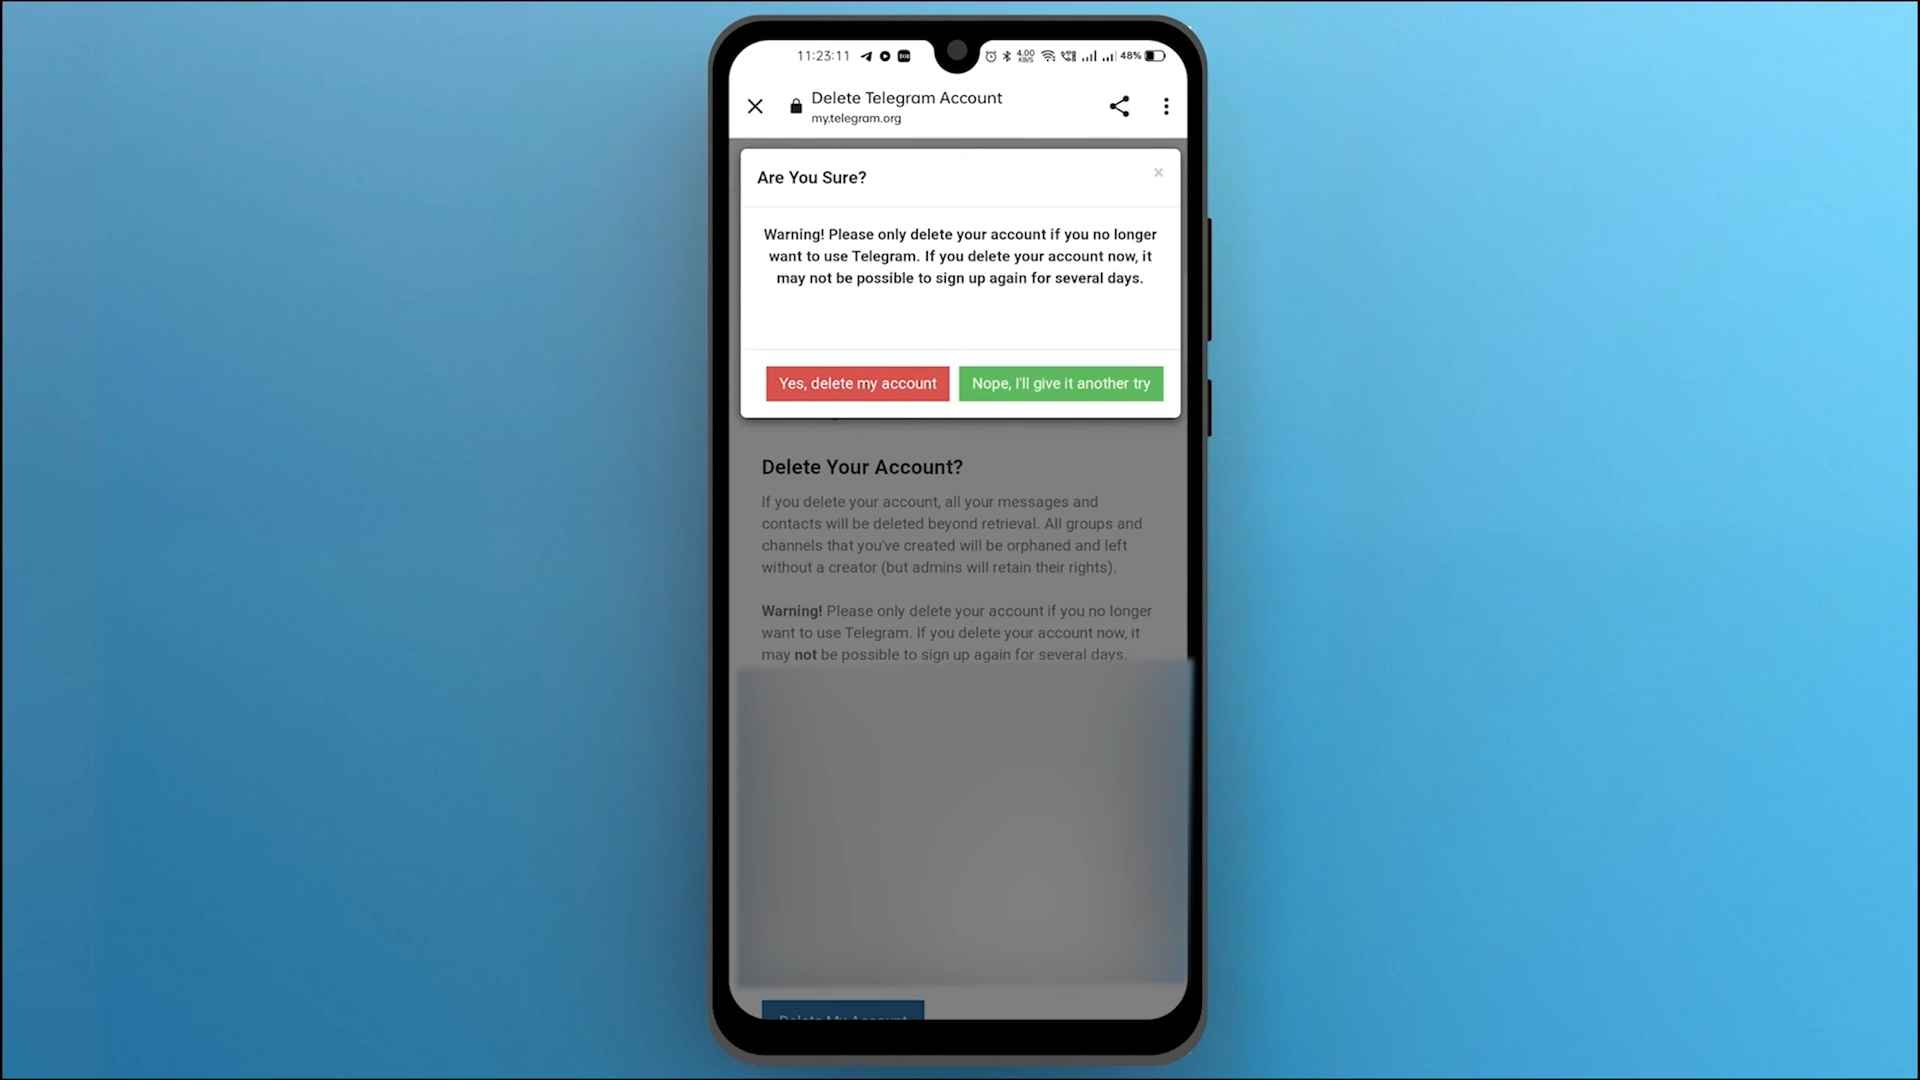 11:23:11
4.00
KB/S
48%
Delete Telegram Account
my.telegram.org
Are You Sure?
×
Warning! Please only delete your account if you no longer
want to use Telegram. If you delete your account now, it
may not be possible to sign up again for several days.
Yes, delete my account
Nope, I'll give it another try
Delete Your Account?
If you delete your account, all your messages and
contacts will be deleted beyond retrieval. All groups and
channels that you've created will be orphaned and left
without a creator (but admins will retain their rights).
Warning! Please only delete your account if you no longer
want to use Telegram. If you delete your account now, it
may not be possible to sign up again for several days.
Delete My Account